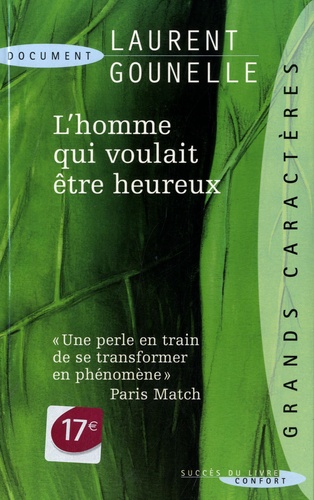 DOCUMENT
LAURENT
GOUNELLE
L'homme
qui voulait
être heureux
« Une perle en train
de se transformer
en phénomène »
Paris Match
17€
GRANDS CARACTÈRES
SUCCÈS DU LIVRE
CONFORT